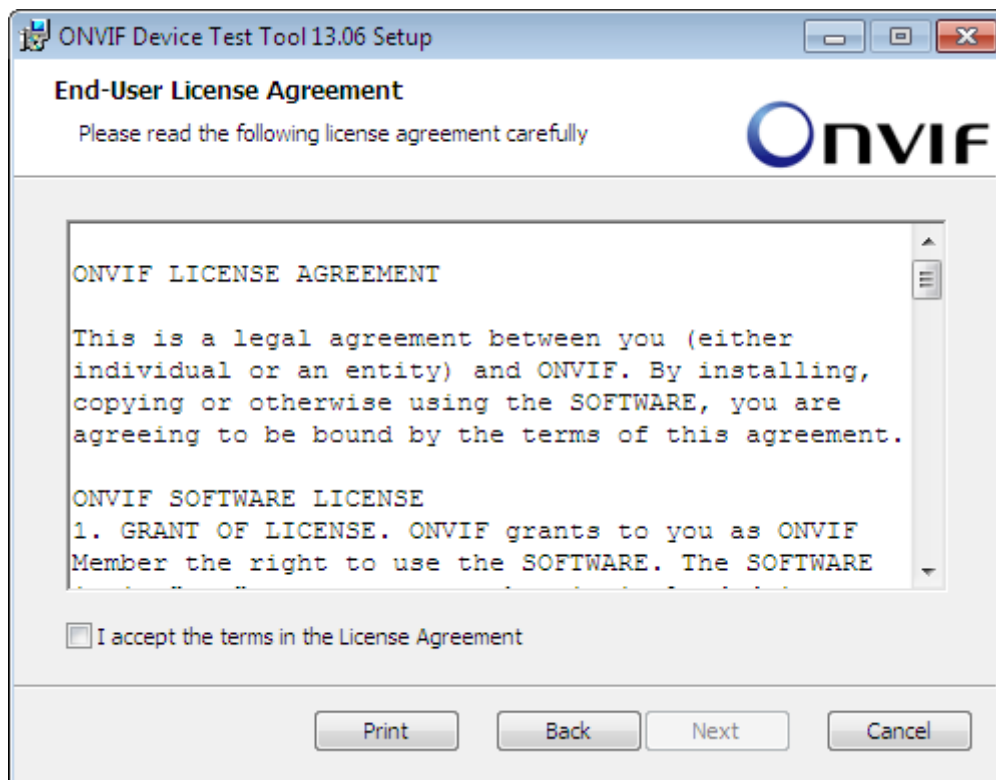 ONVIF Device Test Tool 13.06 Setup
End-User License Agreement
Please read the following license agreement carefully
ONVIF
ONVIF LICENSE AGREEMENT
This is a legal agreement between you (either
individual or an entity) and ONVIF. By installing,
copying or otherwise using the SOFTWARE, you are
agreeing to be bound by the terms of this agreement.
ONVIF SOFTWARE LICENSE
1. GRANT OF LICENSE. ONVIF grants to you as ONVIF
Member the right to use the SOFTWARE. The SOFTWARE
I accept the terms in the License Agreement
Print Back Next Cancel